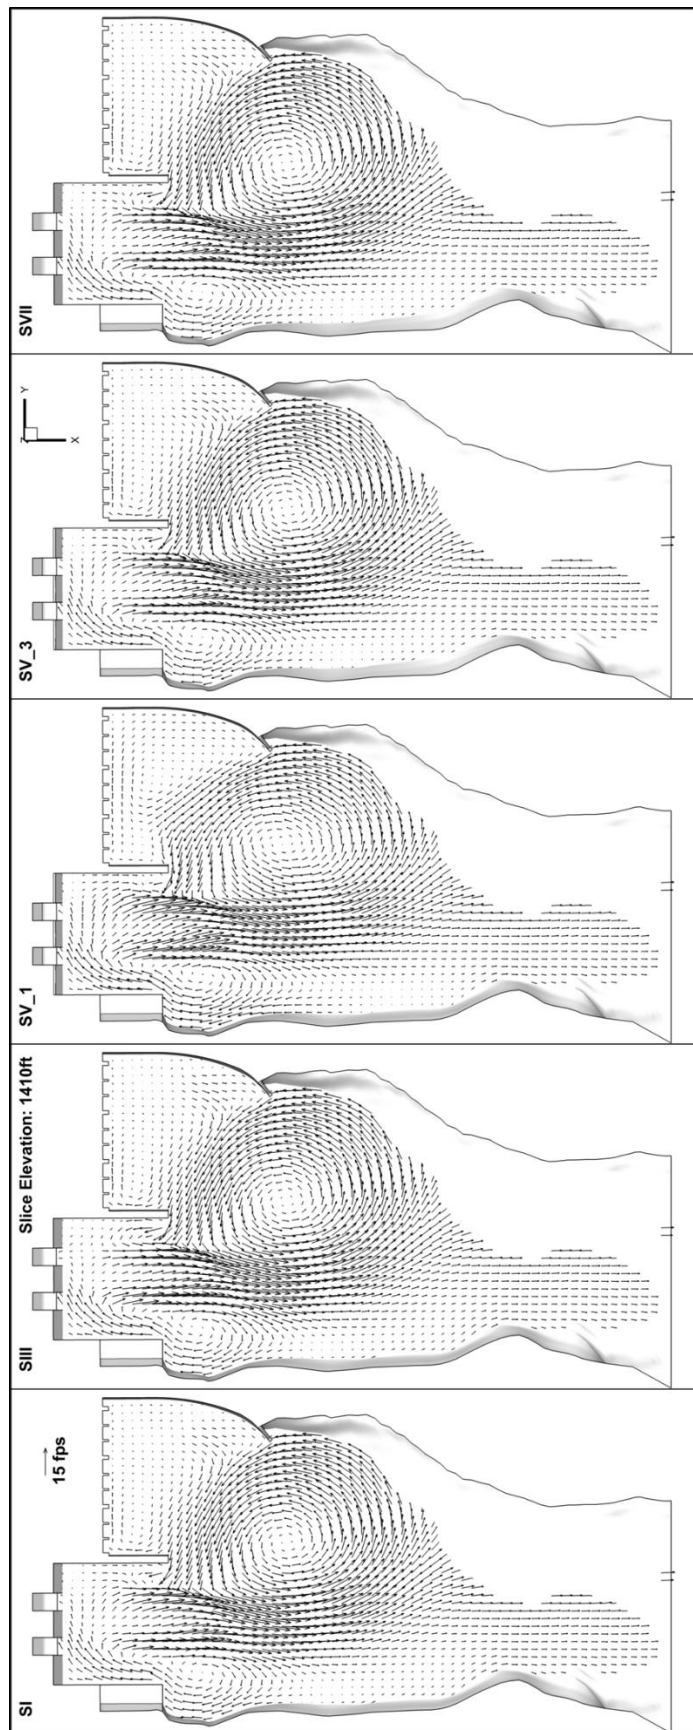 SVII
SV_3
Z
Y
X
SV_1
Slice Elevation: 1410ft
SIII
15 fps
SI